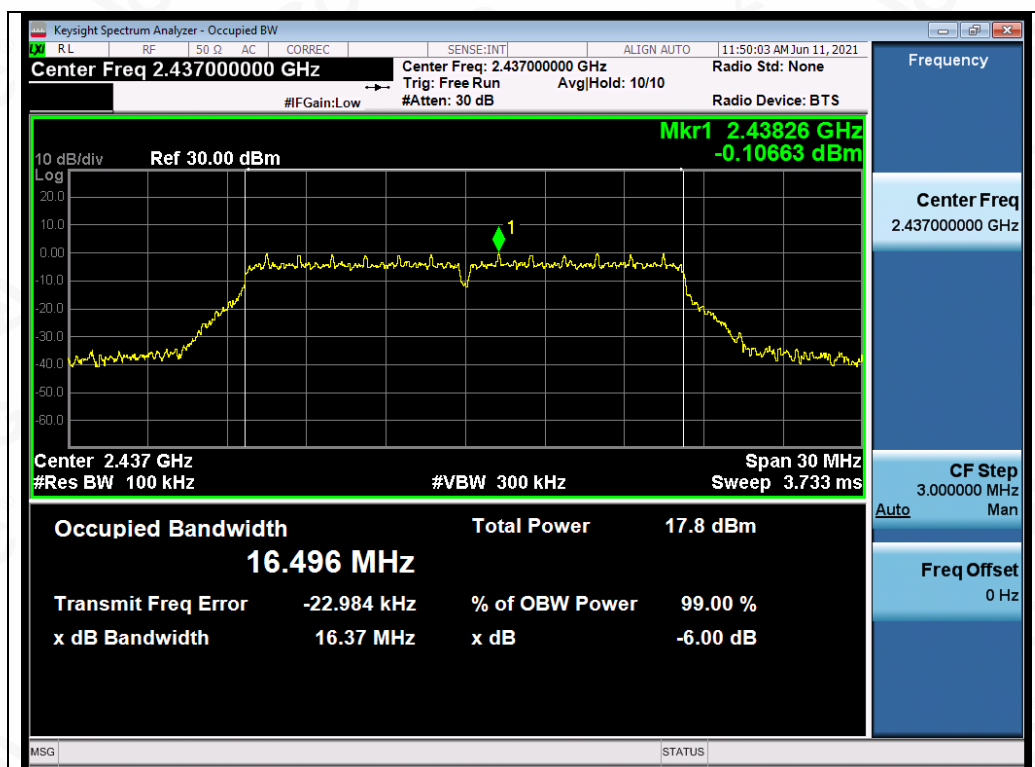 Keysight Spectrum Analyzer - Occupied BW
LXI RL RF 50 Ω AC CORREC SENSE:INT ALIGN AUTO 11:50:03 AM Jun 11, 2021
Center Freq 2.437000000 GHz
Center Freq: 2.437000000 GHz
Radio Std: None
Trig: Free Run Avg|Hold: 10/10
#IFGain:Low
#Atten: 30 dB
Radio Device: BTS
Frequency
Mkr1 2.43826 GHz
-0.10663 dBm
10 dB/div Ref 30.00 dBm
Log
20.0
10.0
1
0.00
-10.0
-20.0
-30.0
-40.0
-50.0
-60.0
Center 2.437 GHz
Span 30 MHz
#Res BW 100 kHz
#VBW 300 kHz
Sweep 3.733 ms
Center Freq
2.437000000 GHz
CF Step
3.000000 MHz
Auto Man
Freq Offset
0 Hz
Occupied Bandwidth
Total Power 17.8 dBm
16.496 MHz
Transmit Freq Error -22.984 kHz % of OBW Power 99.00 %
x dB Bandwidth 16.37 MHz x dB -6.00 dB
MSG STATUS